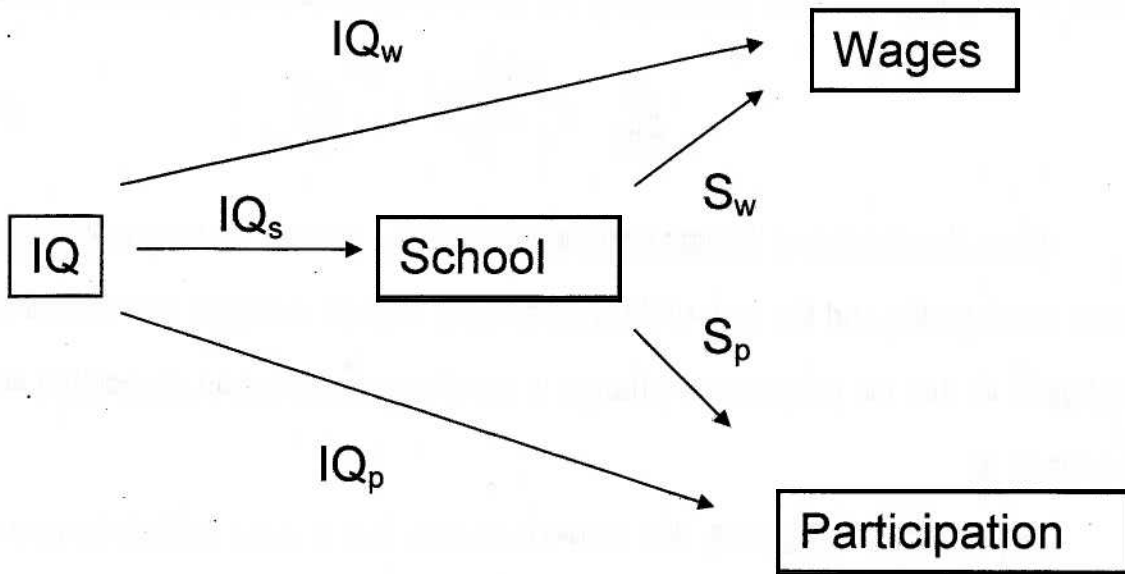 IQw
Wages
IQs
Sw
IQ
School
Sp
IQp
Participation